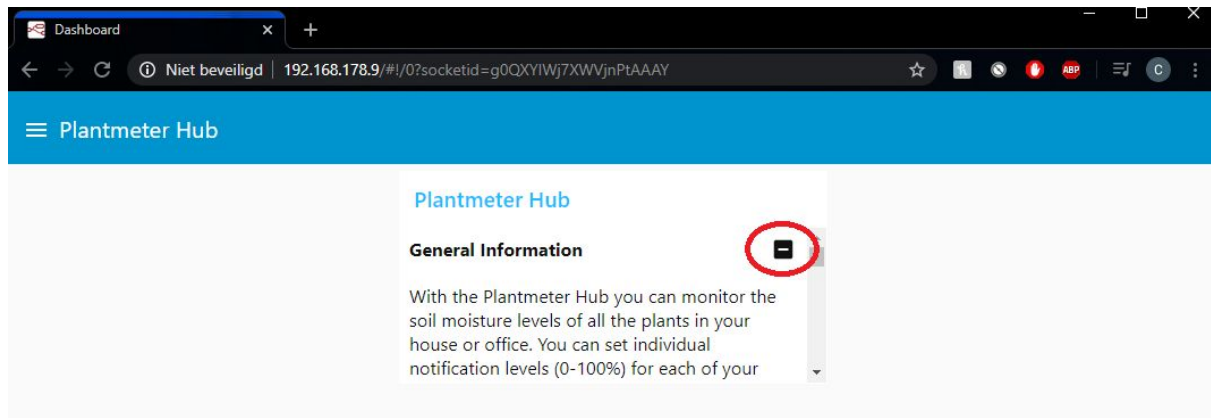 Dashboard
Niet beveiligd | 192.168.178.9/#!/0?socketid=g0QXYIWj7XWVjnPtAAAY
ABP
C
Plantmeter Hub
Plantmeter Hub
General Information
With the Plantmeter Hub you can monitor the
soil moisture levels of all the plants in your
house or office. You can set individual
notification levels (0-100%) for each of your